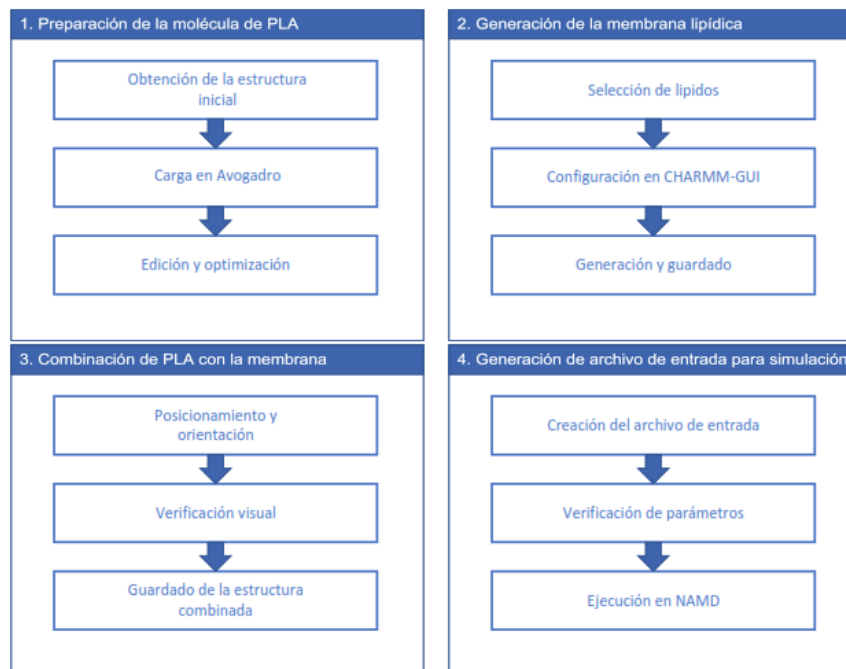 1. Preparación de la molécula de PLA
Obtención de la estructura
inicial
Carga en Avogadro
Edición y optimización
2. Generación de la membrana lipídica
Selección de lipidos
Configuración en CHARMM-GUI
Generación y guardado
3. Combinación de PLA con la membrana
Posicionamiento y
orientación
Verificación visual
Guardado de la estructura
combinada
4. Generación de archivo de entrada para simulación
Creación del archivo de entrada
Verificación de parámetros
Ejecución en NAMD